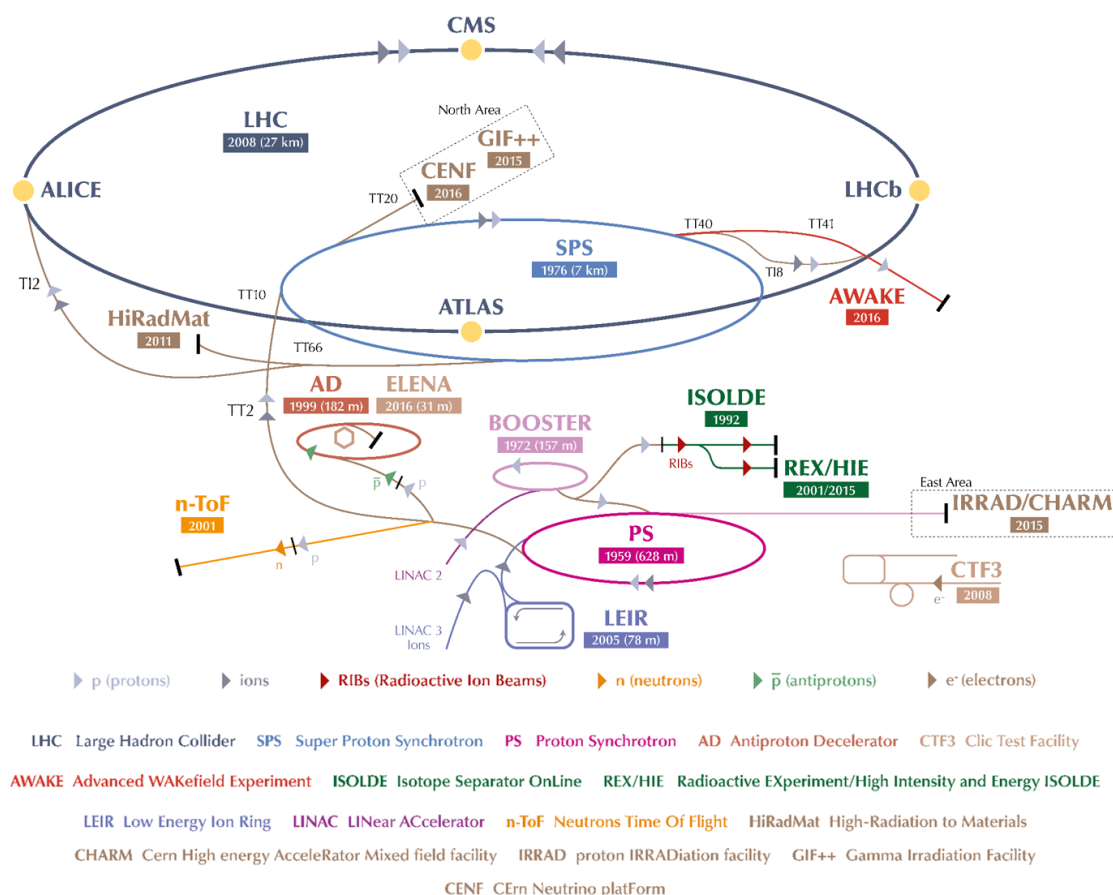 CMS
North Area
LHC
2008 (27 km)
GIF++
2015
CENF
2016
ALICE
TT20
LHCb
TT40
TT41
SPS
1976 (7 km)
TI8
TI2
TT10
ATLAS
AWAKE
2016
HiRadMat
2011
TT66
AD
1999 (182 m)
ELENA
2016 (31 m)
TT2
ISOLDE
1992
BOOSTER
1972 (157 m)
RIBs
REX/HIE
2001/2015
p̅
p
East Area
n-ToF
2001
IRRAD/CHARM
2015
PS
1959 (628 m)
n
p
LINAC 2
CTF3
2008
e⁻
LEIR
2005 (78 m)
LINAC 3
Ions
p (protons) ions RIBs (Radioactive Ion Beams) n (neutrons) p̅ (antiprotons) e⁻ (electrons)
LHC Large Hadron Collider SPS Super Proton Synchrotron PS Proton Synchrotron AD Antiproton Decelerator CTF3 Clic Test Facility
AWAKE Advanced WAKefield Experiment ISOLDE Isotope Separator OnLine REX/HIE Radioactive EXperiment/High Intensity and Energy ISOLDE
LEIR Low Energy Ion Ring LINAC LINear ACcelerator n-ToF Neutrons Time Of Flight HiRadMat High-Radiation to Materials
CHARM Cern High energy AcceleRator Mixed field facility IRRAD proton IRRADiation facility GIF++ Gamma Irradiation Facility
CENF CErn Neutrino platForm